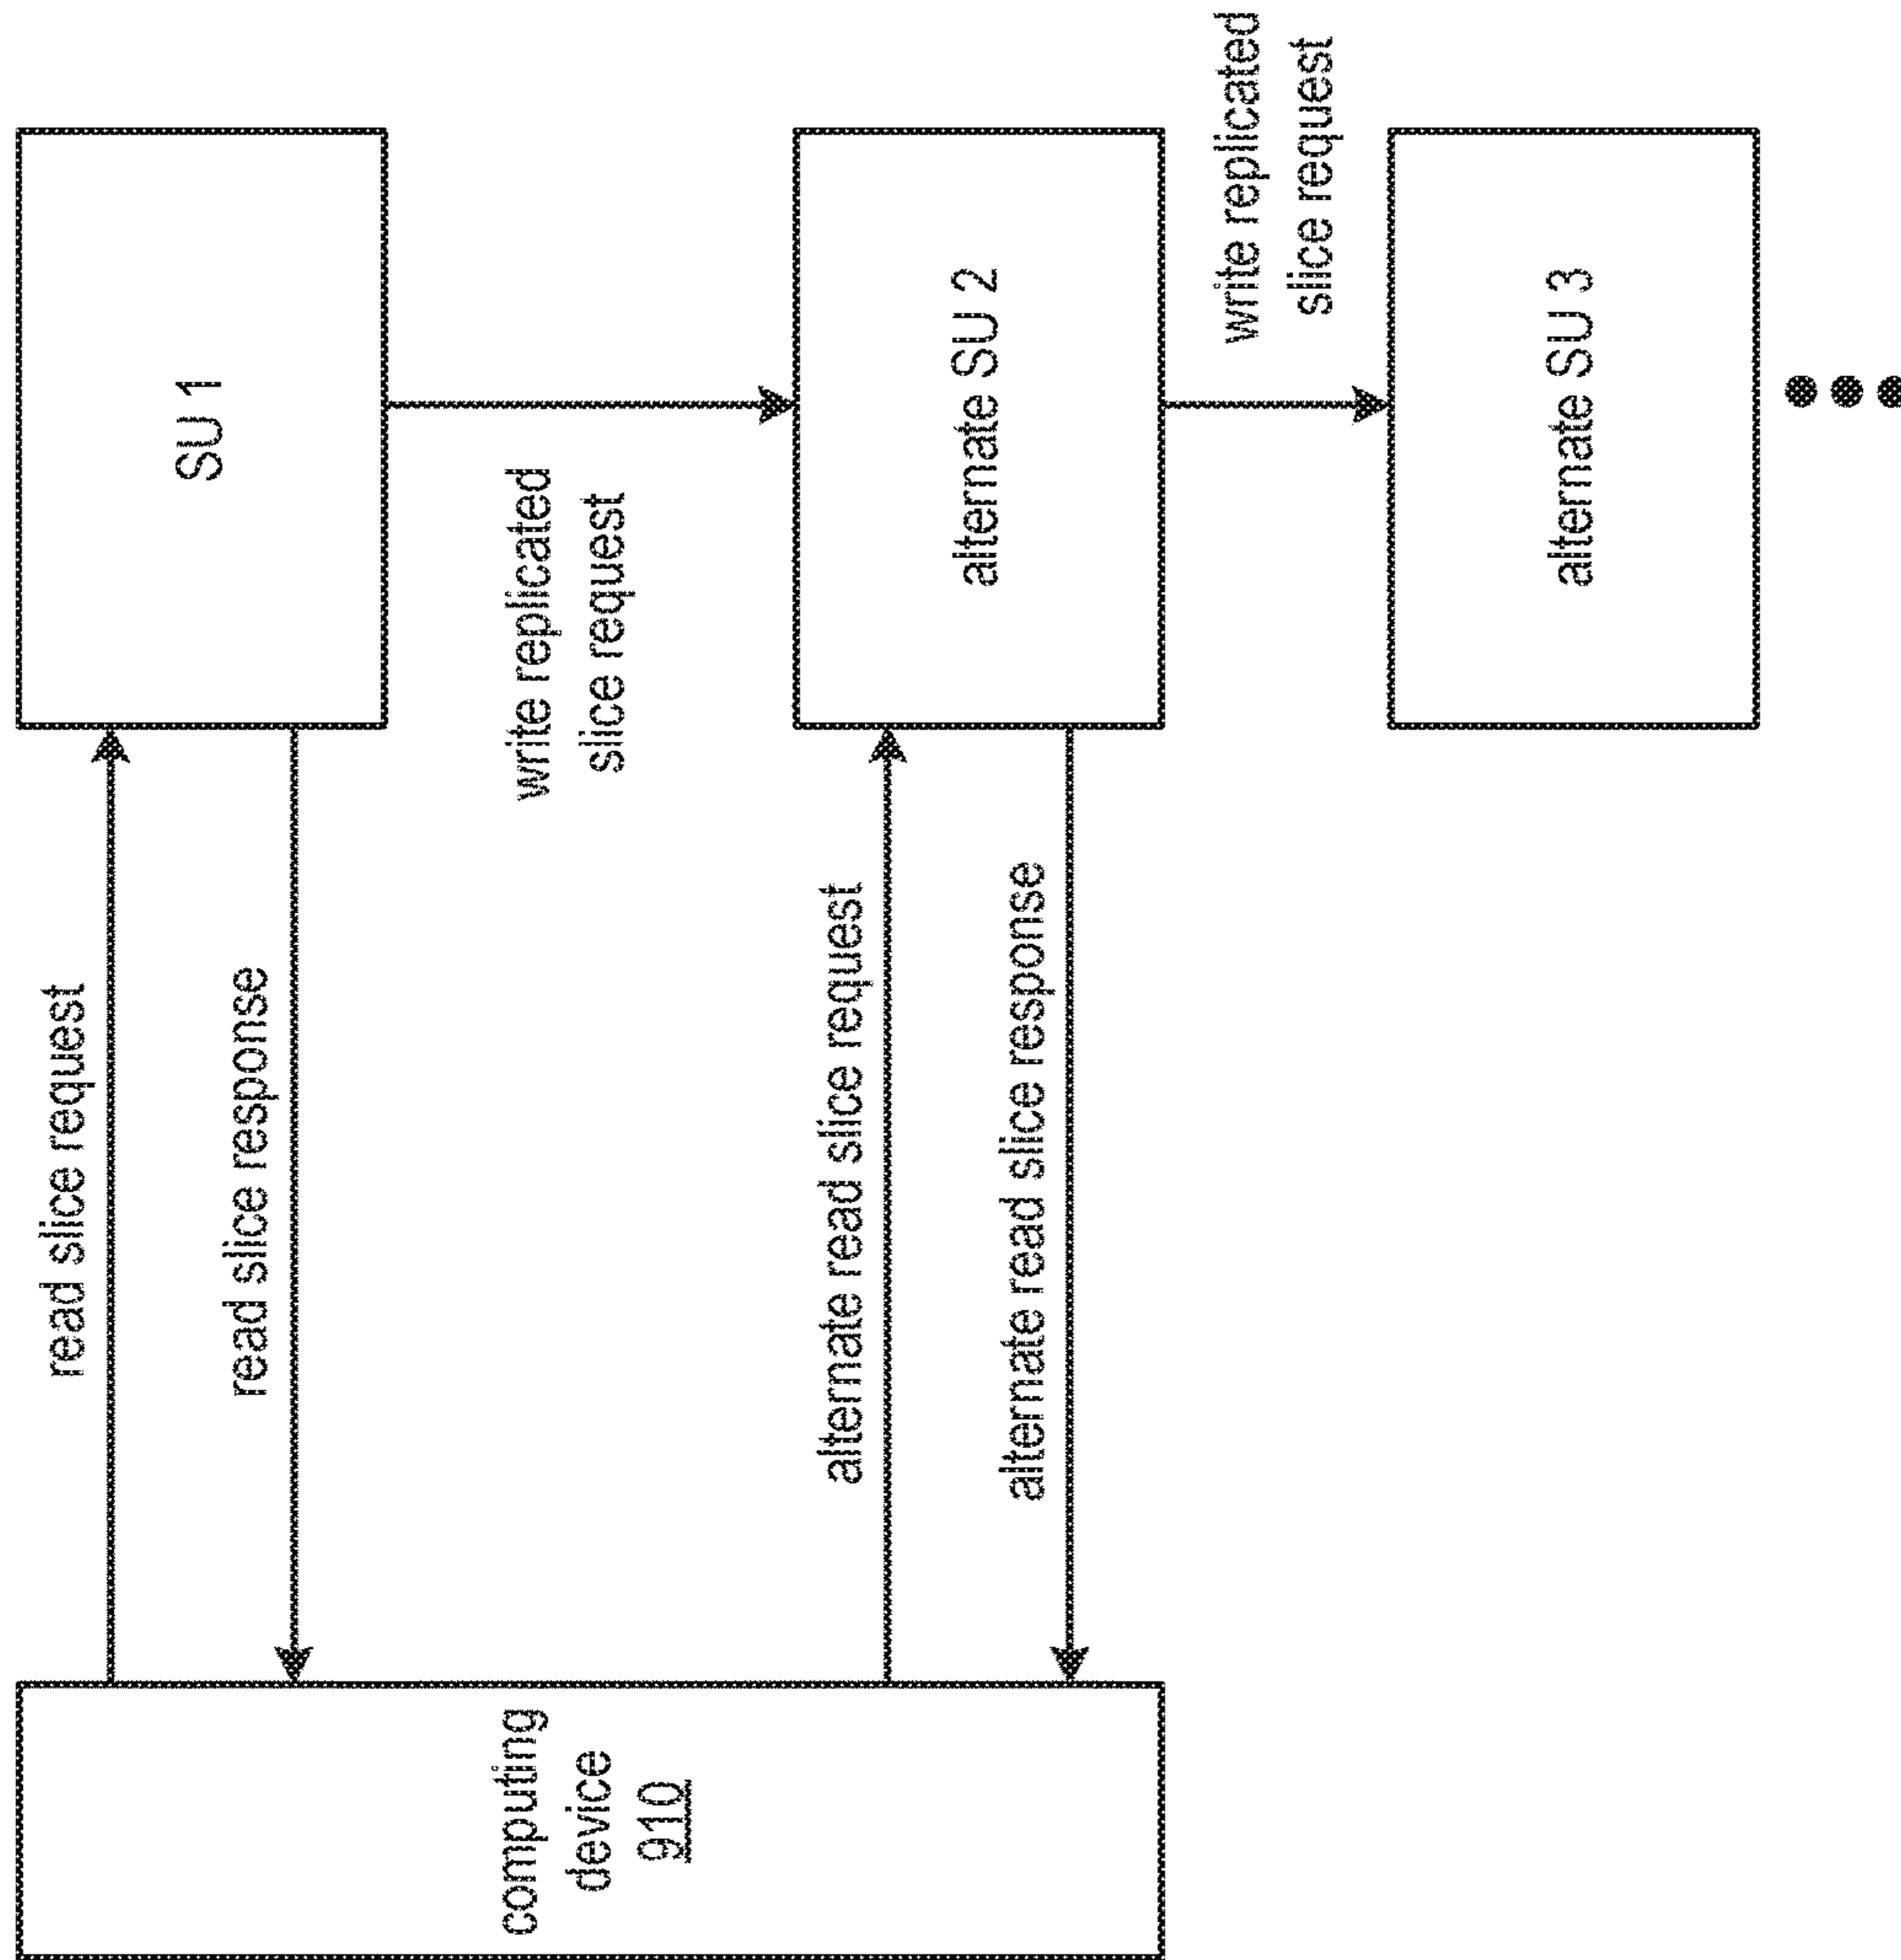 computing
device
910
read slice request
read slice response
alternate read slice request
alternate read slice response
SU 1
write replicated
slice request
alternate SU 2
write replicated
slice request
alternate SU 3